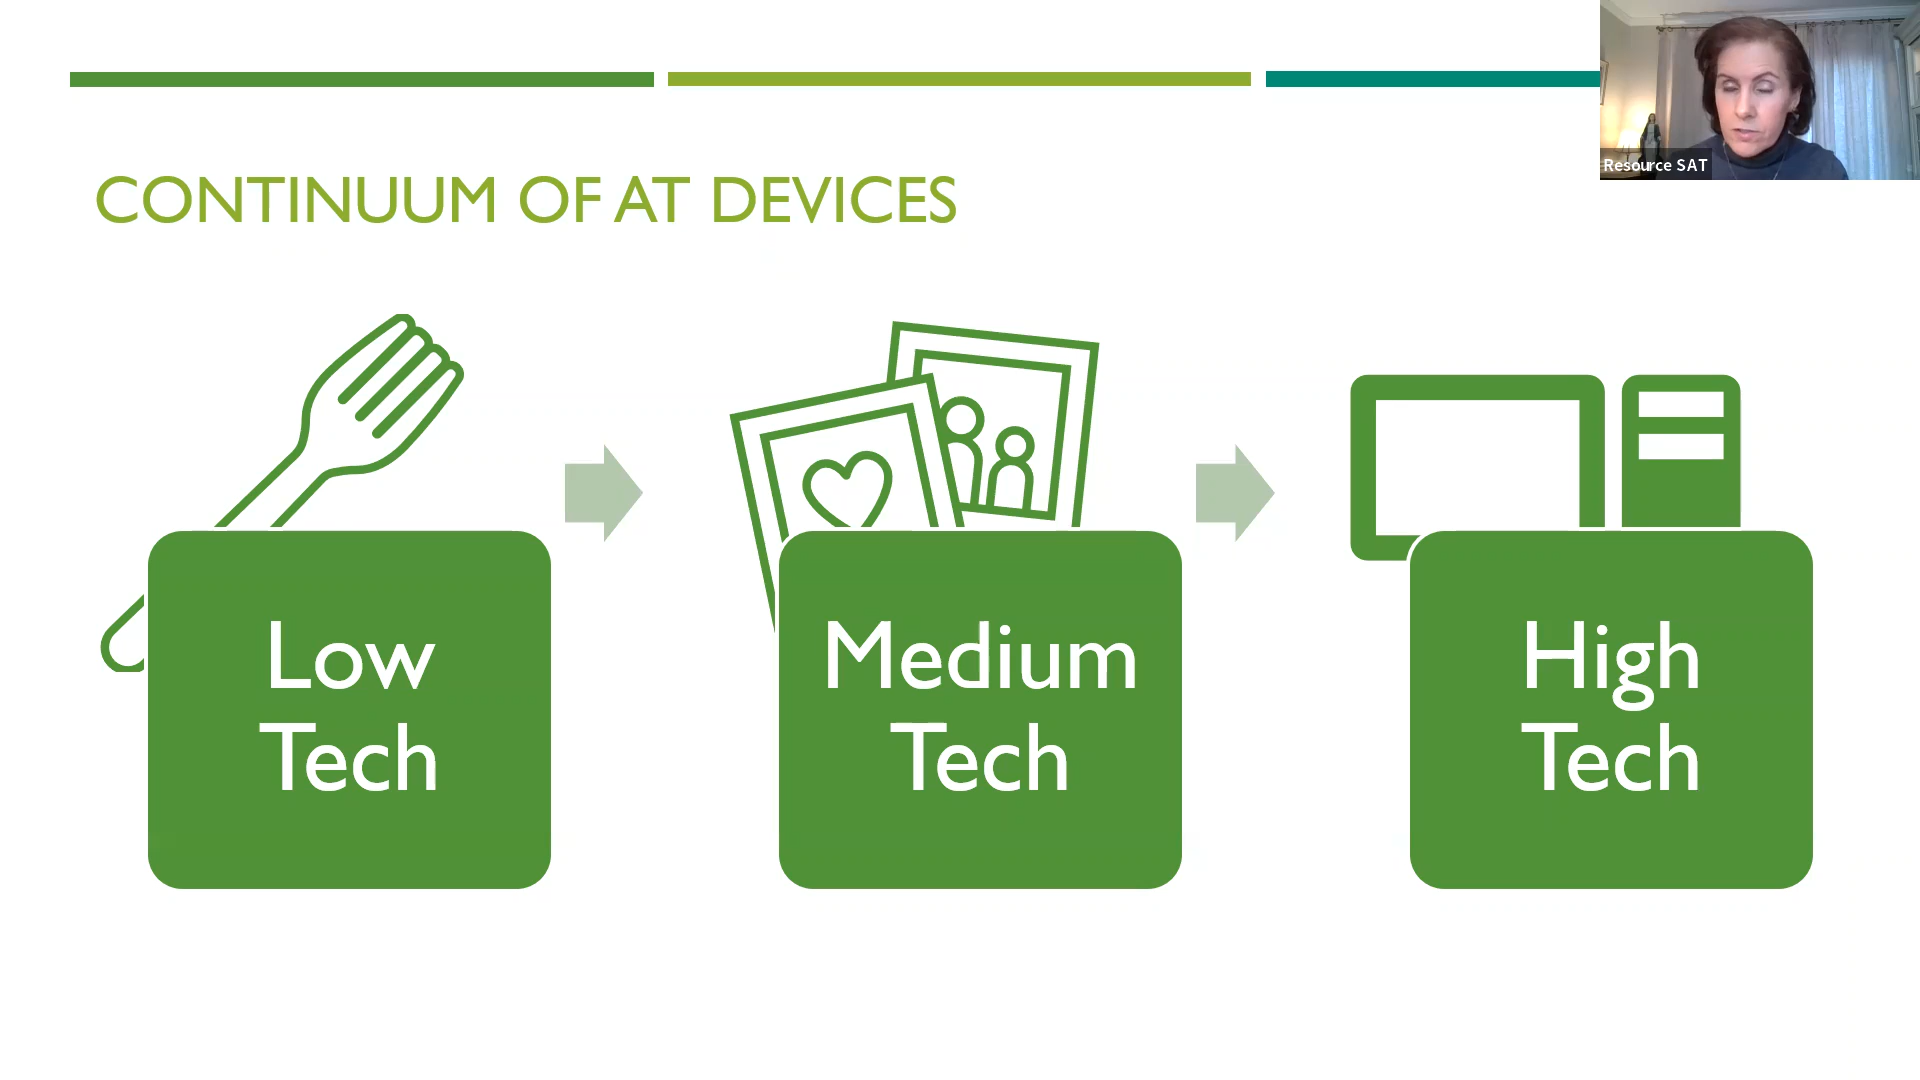 Resource SAT
CONTINUUM OF AT DEVICES
Low
Tech
Medium
Tech
High
Tech